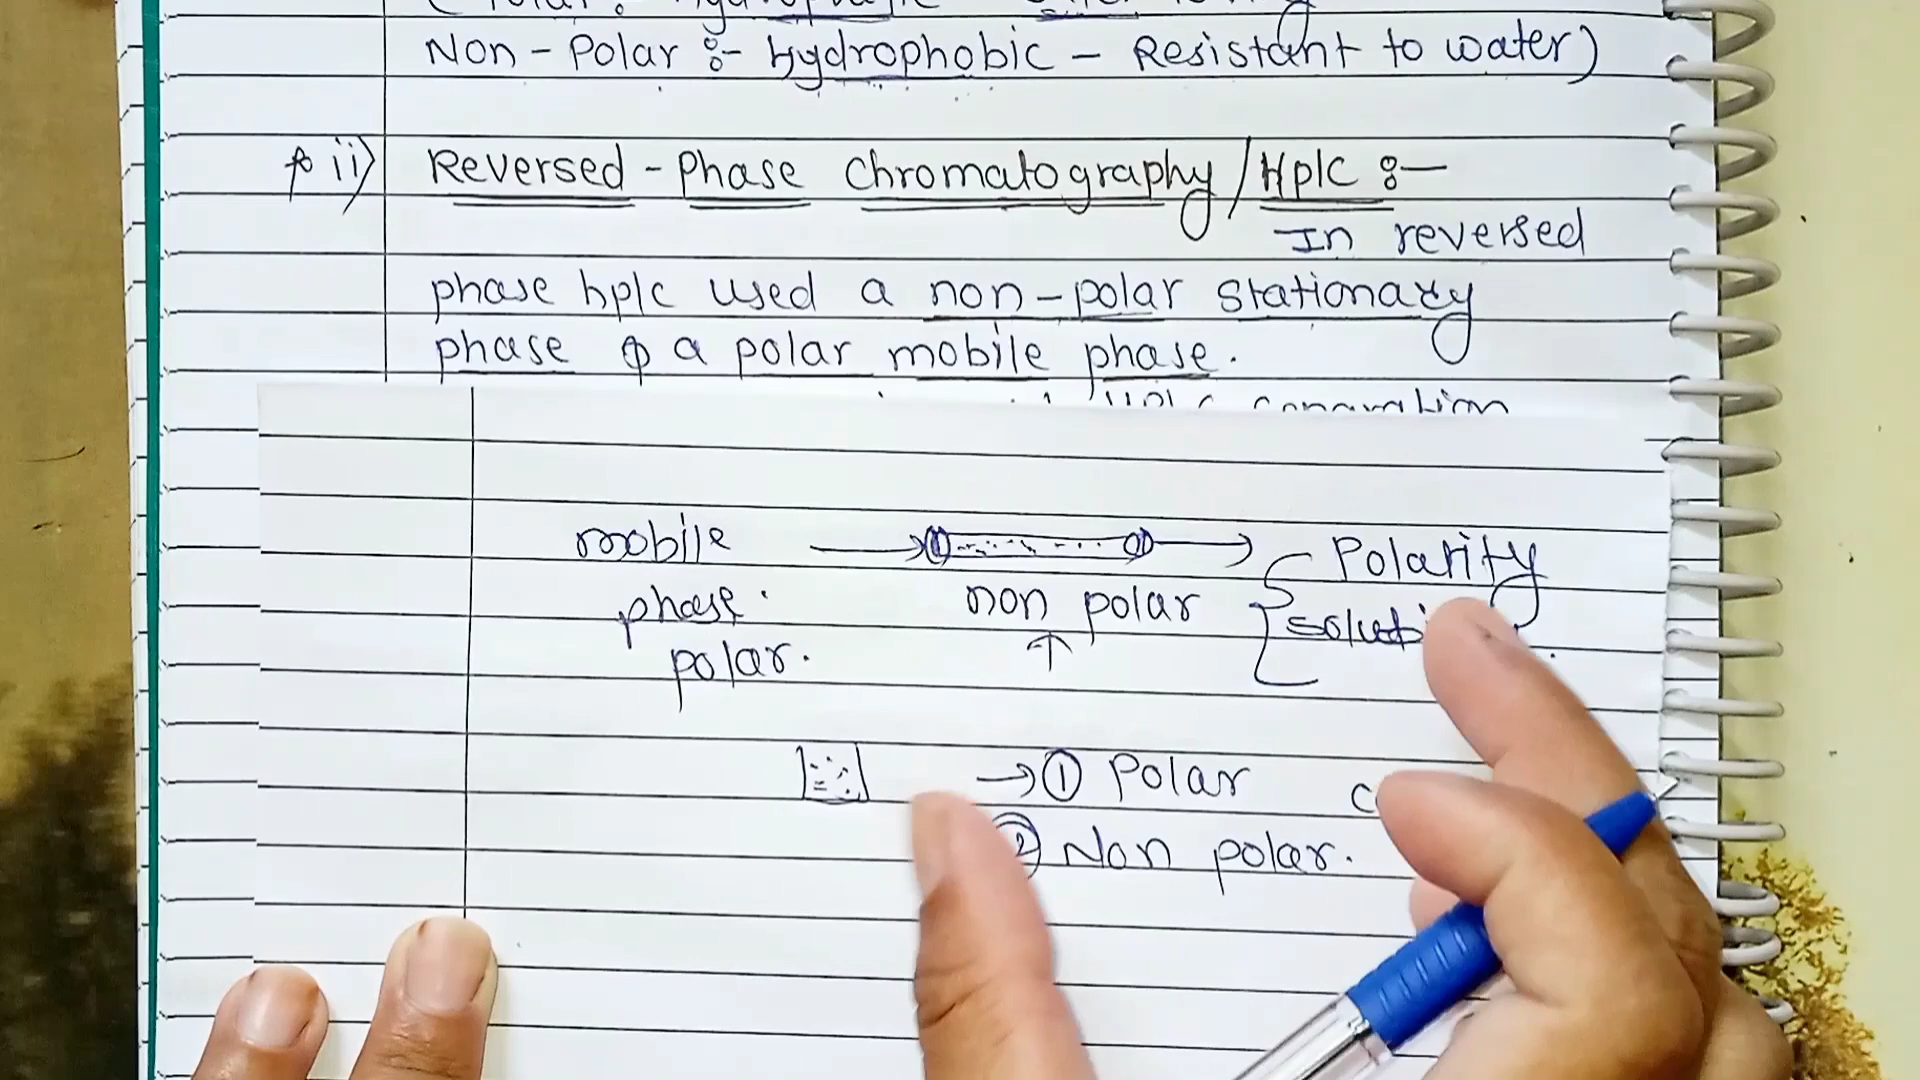 Non - Polar :- Hydrophobic - Resistant to water)
ii) Reversed - Phase Chromatography / Hplc :-
In reversed
phase hplc used a non-polar stationary
phase & a polar mobile phase.
mobile → → Polarity
phase. non polar
polar. ↑
→ ① Polar
② Non polar.